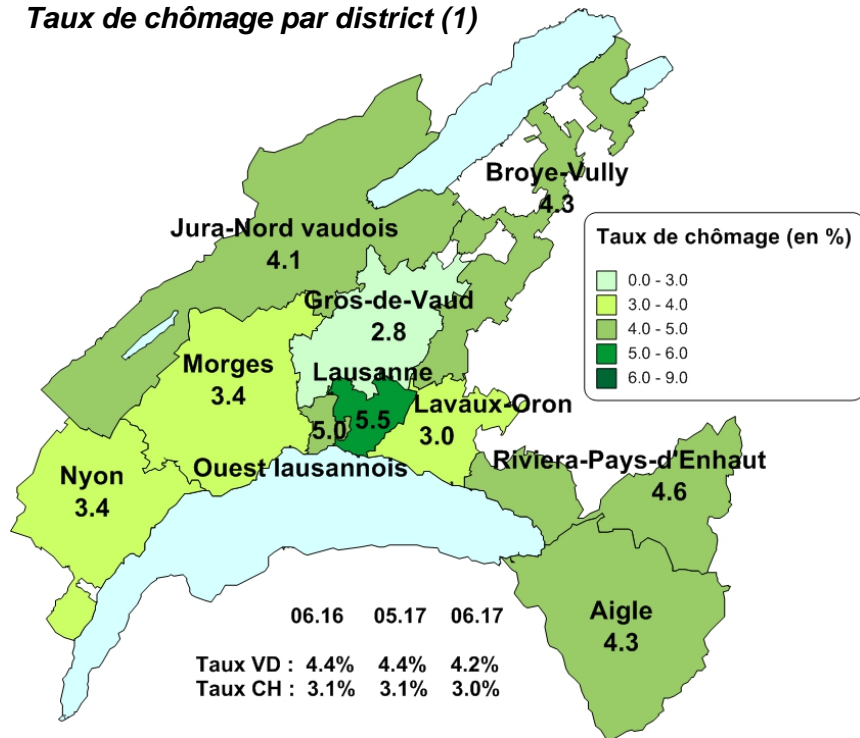 Taux de chômage par district (1)
Broye-Vully
4.3
Jura-Nord vaudois
4.1
Taux de chômage (en %)
0.0 - 3.0
3.0 - 4.0
4.0 - 5.0
5.0 - 6.0
6.0 - 9.0
Gros-de-Vaud
2.8
Morges
3.4
Lausanne
5.5
Lavaux-Oron
3.0
5.0
Ouest lausannois
Riviera-Pays-d'Enhaut
4.6
Nyon
3.4
Aigle
4.3
06.16 05.17 06.17
Taux VD : 4.4% 4.4% 4.2%
Taux CH : 3.1% 3.1% 3.0%